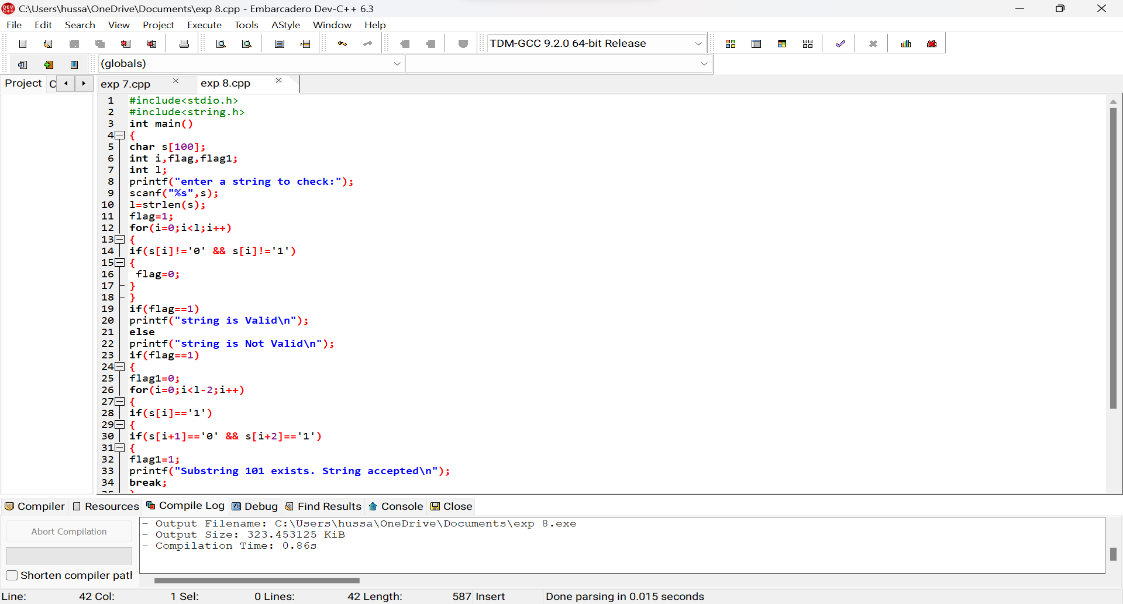 C:\Users\hussa\OneDrive\Documents\exp 8.cpp - Embarcadero Dev-C++ 6.3
File Edit Search View Project Execute Tools AStyle Window Help
TDM-GCC 9.2.0 64-bit Release
(globals)
Project C exp 7.cpp exp 8.cpp
1 #include<stdio.h>
2 #include<string.h>
3 int main()
4 {
5 char s[100];
6 int i,flag,flag1;
7 int l;
8 printf("enter a string to check:");
9 scanf("%s",s);
10 l=strlen(s);
11 flag=1;
12 for(i=0;i<l;i++)
13 {
14 if(s[i]!='0' && s[i]!='1')
15 {
16 flag=0;
17 }
18 }
19 if(flag==1)
20 printf("string is Valid\n");
21 else
22 printf("string is Not Valid\n");
23 if(flag==1)
24 {
25 flag1=0;
26 for(i=0;i<l-2;i++)
27 {
28 if(s[i]=='1')
29 {
30 if(s[i+1]=='0' && s[i+2]=='1')
31 {
32 flag1=1;
33 printf("Substring 101 exists. String accepted\n");
34 break;
Compiler Resources Compile Log Debug Find Results Console Close
Abort Compilation
Shorten compiler patl
- Output Filename: C:\Users\hussa\OneDrive\Documents\exp 8.exe
- Output Size: 323.453125 KiB
- Compilation Time: 0.86s
Line: 42 Col: 1 Sel: 0 Lines: 42 Length: 587 Insert Done parsing in 0.015 seconds